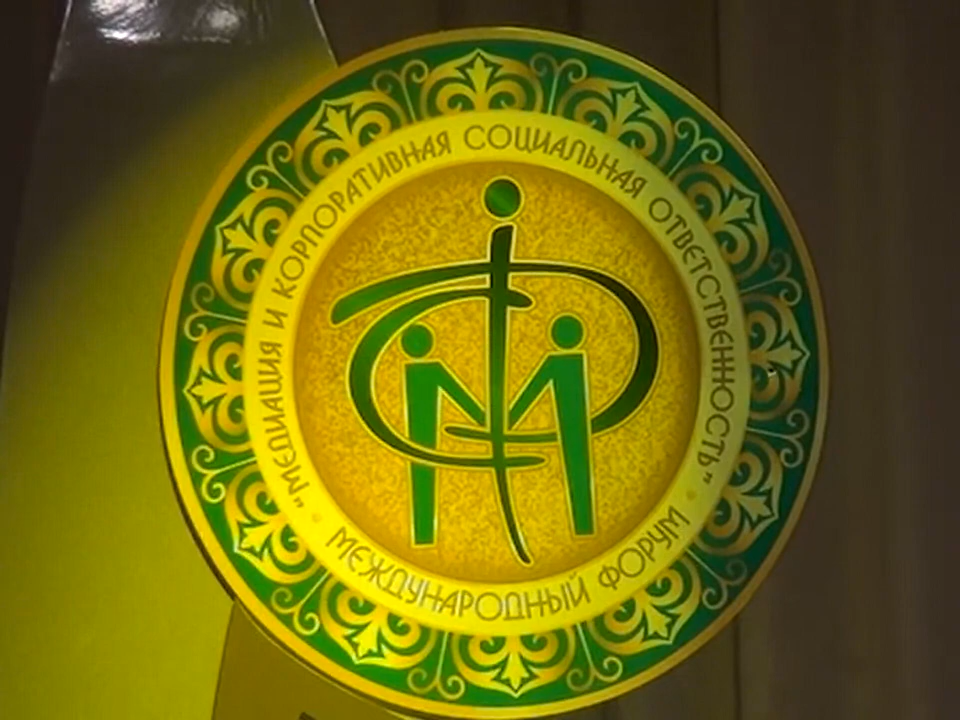 "МЕДИАЦИЯ И КОРПОРАТИВНАЯ СОЦИАЛЬНАЯ ОТВЕТСТВЕННОСТЬ"
МЕЖДУНАРОДНЫЙ ФОРУМ